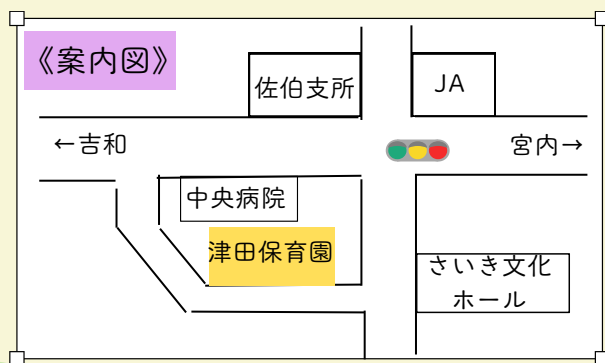 《案内図》
佐伯支所
JA
←吉和
宮内→
中央病院
津田保育園
さいき文化
ホール